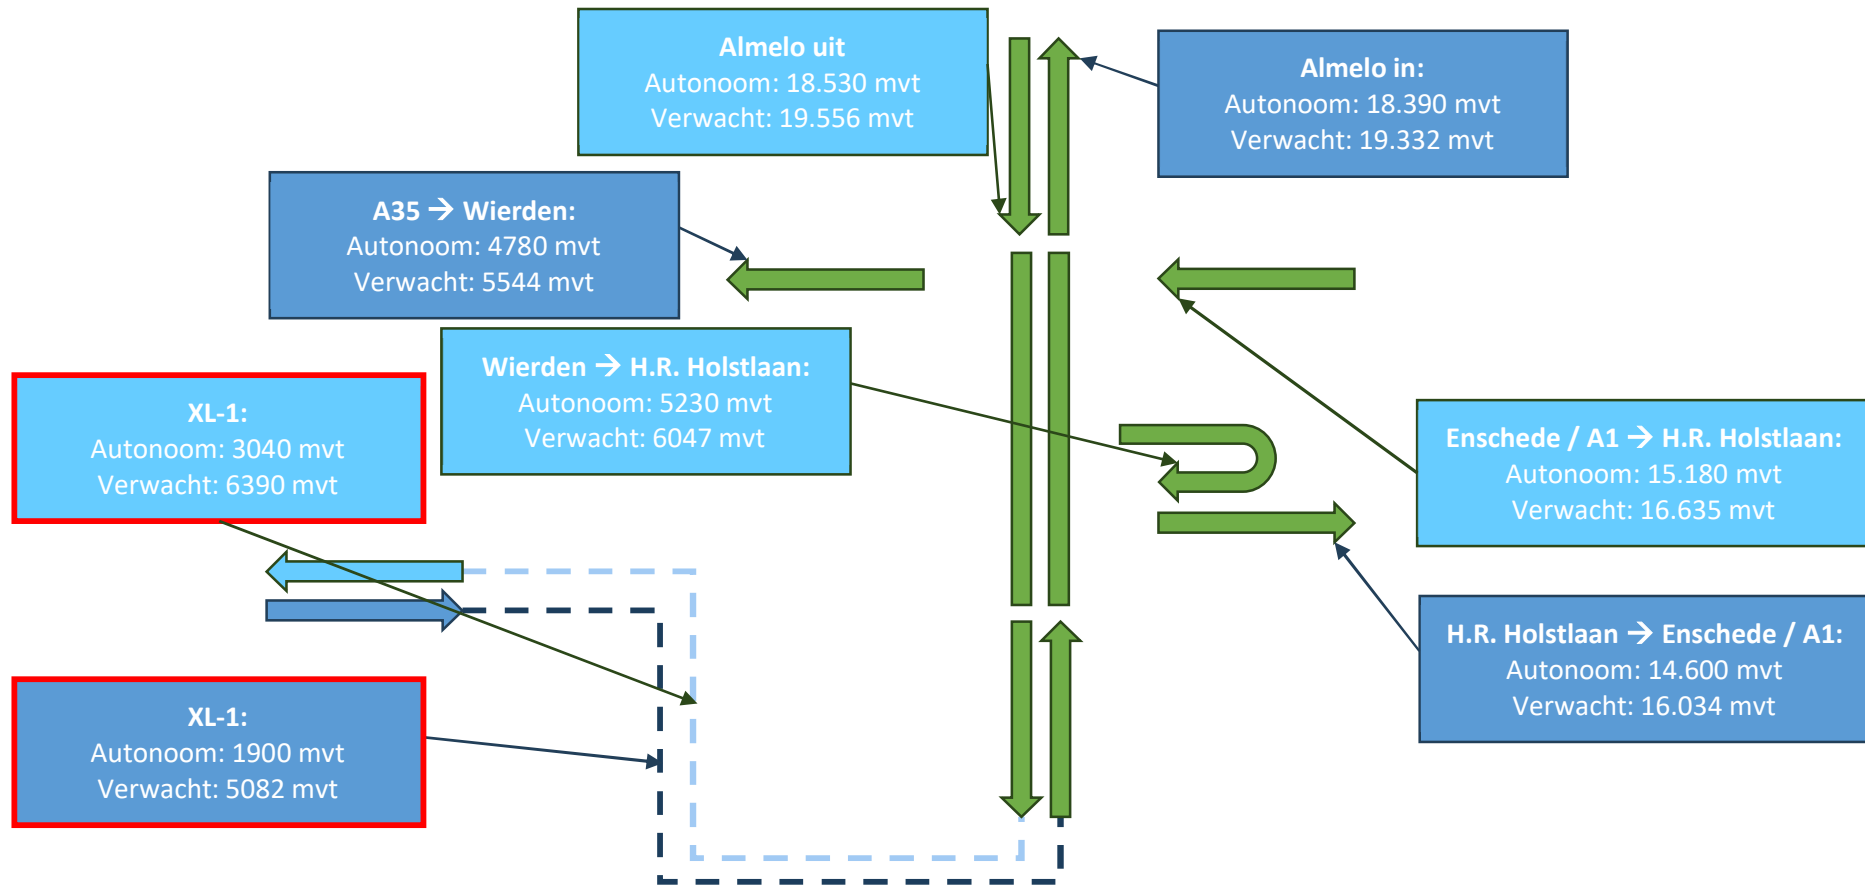 Almelo uit
Autonoom: 18.530 mvt
Verwacht: 19.556 mvt
Almelo in:
Autonoom: 18.390 mvt
Verwacht: 19.332 mvt
A35 → Wierden:
Autonoom: 4780 mvt
Verwacht: 5544 mvt
Wierden → H.R. Holstlaan:
Autonoom: 5230 mvt
Verwacht: 6047 mvt
XL-1:
Autonoom: 3040 mvt
Verwacht: 6390 mvt
Enschede / A1 → H.R. Holstlaan:
Autonoom: 15.180 mvt
Verwacht: 16.635 mvt
H.R. Holstlaan → Enschede / A1:
Autonoom: 14.600 mvt
Verwacht: 16.034 mvt
XL-1:
Autonoom: 1900 mvt
Verwacht: 5082 mvt